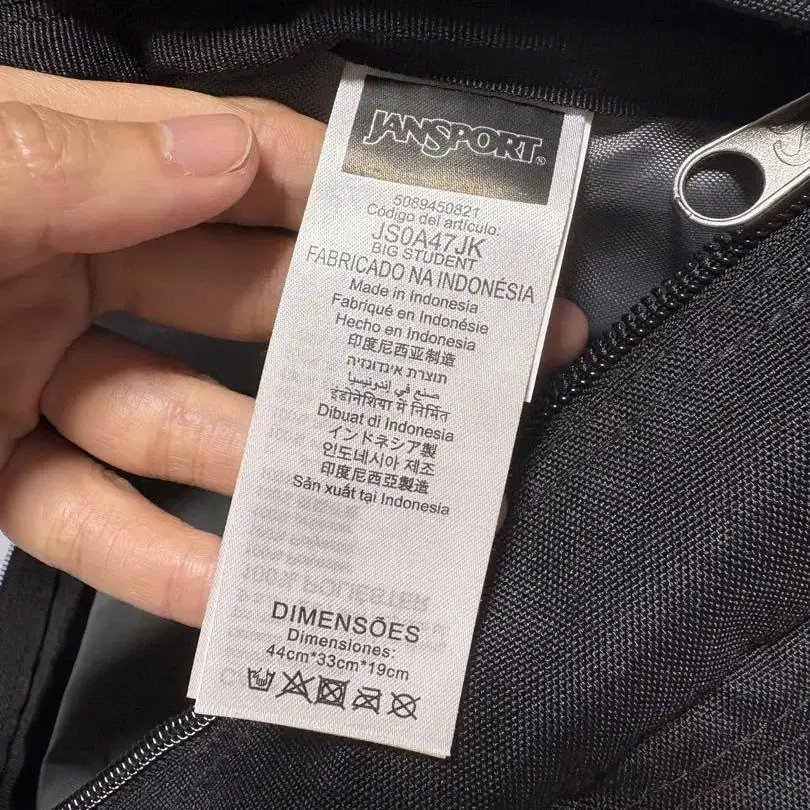 JANSPORT®
5089450821
Código del artículo:
JS0A47JK
BIG STUDENT
FABRICADO NA INDONÉSIA
Made in Indonesia
Fabriqué en Indonésie
Hecho en Indonesia
印度尼西亚制造
תוצרת אינדונזיה
صنع في إندونيسيا
इंडोनेशिया में निर्मित
Dibuat di Indonesia
インドネシア製
인도네시아 제조
印度尼西亞製造
Sản xuất tại Indonesia
DIMENSÕES
Dimensiones:
44cm*33cm*19cm